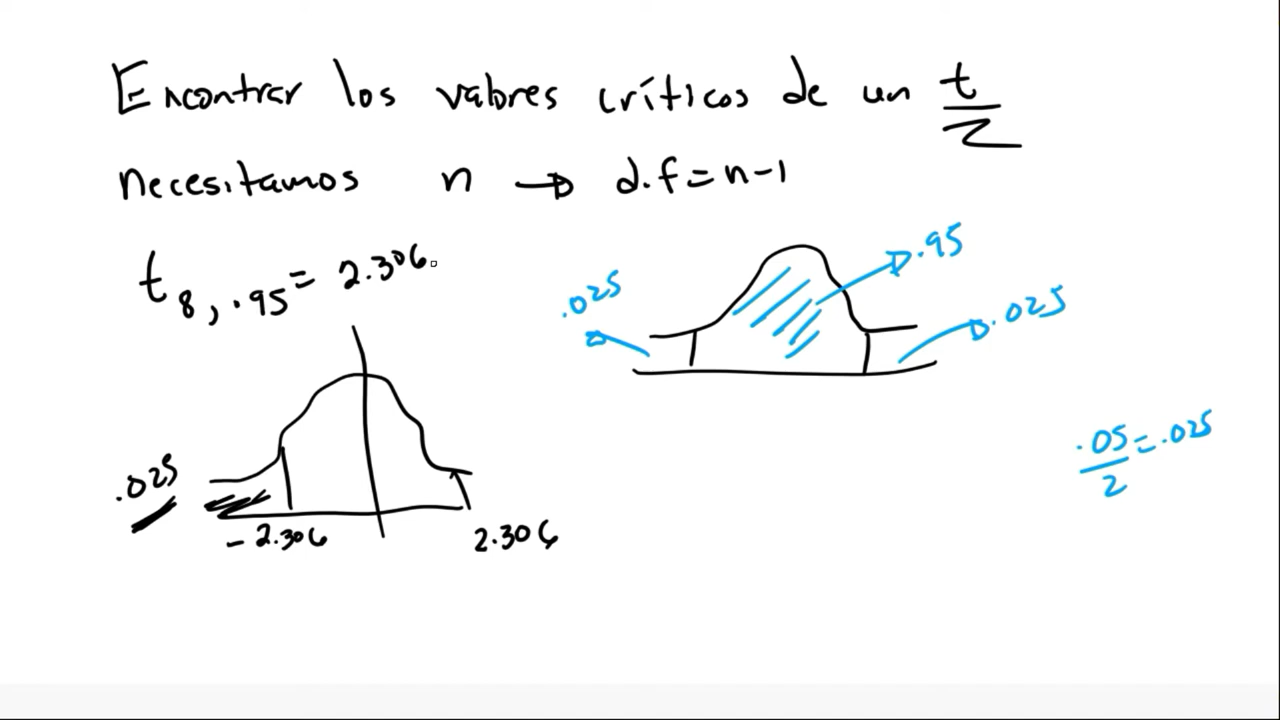 Encontrar los valores críticos de un t/z
necesitamos n → d.f = n-1
t8, .95 = 2.306
.95
.025
.025
.05/2 = .025
.025
- 2.306
2.306